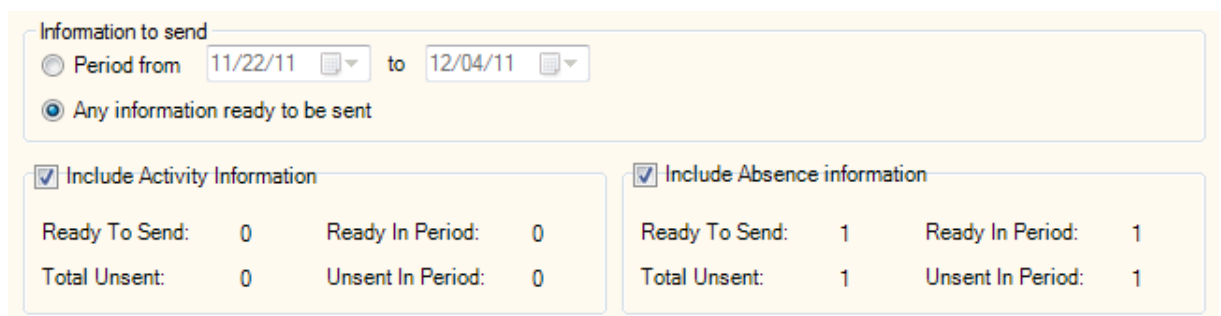 Information to send
Period from 11/22/11 to 12/04/11
Any information ready to be sent
Include Activity Information
Ready To Send: 0 Ready In Period: 0
Total Unsent: 0 Unsent In Period: 0
Include Absence information
Ready To Send: 1 Ready In Period: 1
Total Unsent: 1 Unsent In Period: 1